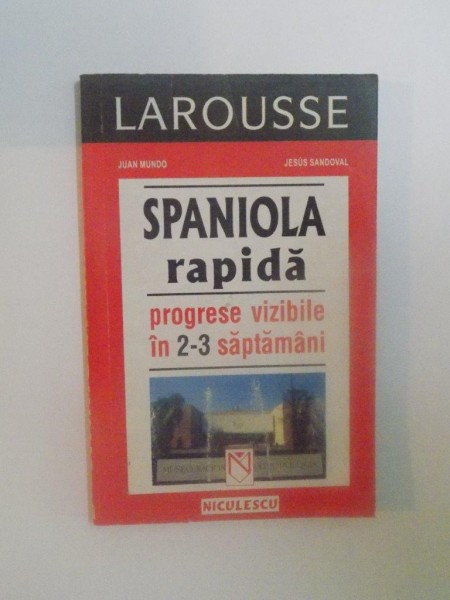 LAROUSSE
JUAN MUNDO JESÚS SANDOVAL
SPANIOLA
rapidă
progrese vizibile
în 2-3 săptămâni
N
NICULESCU